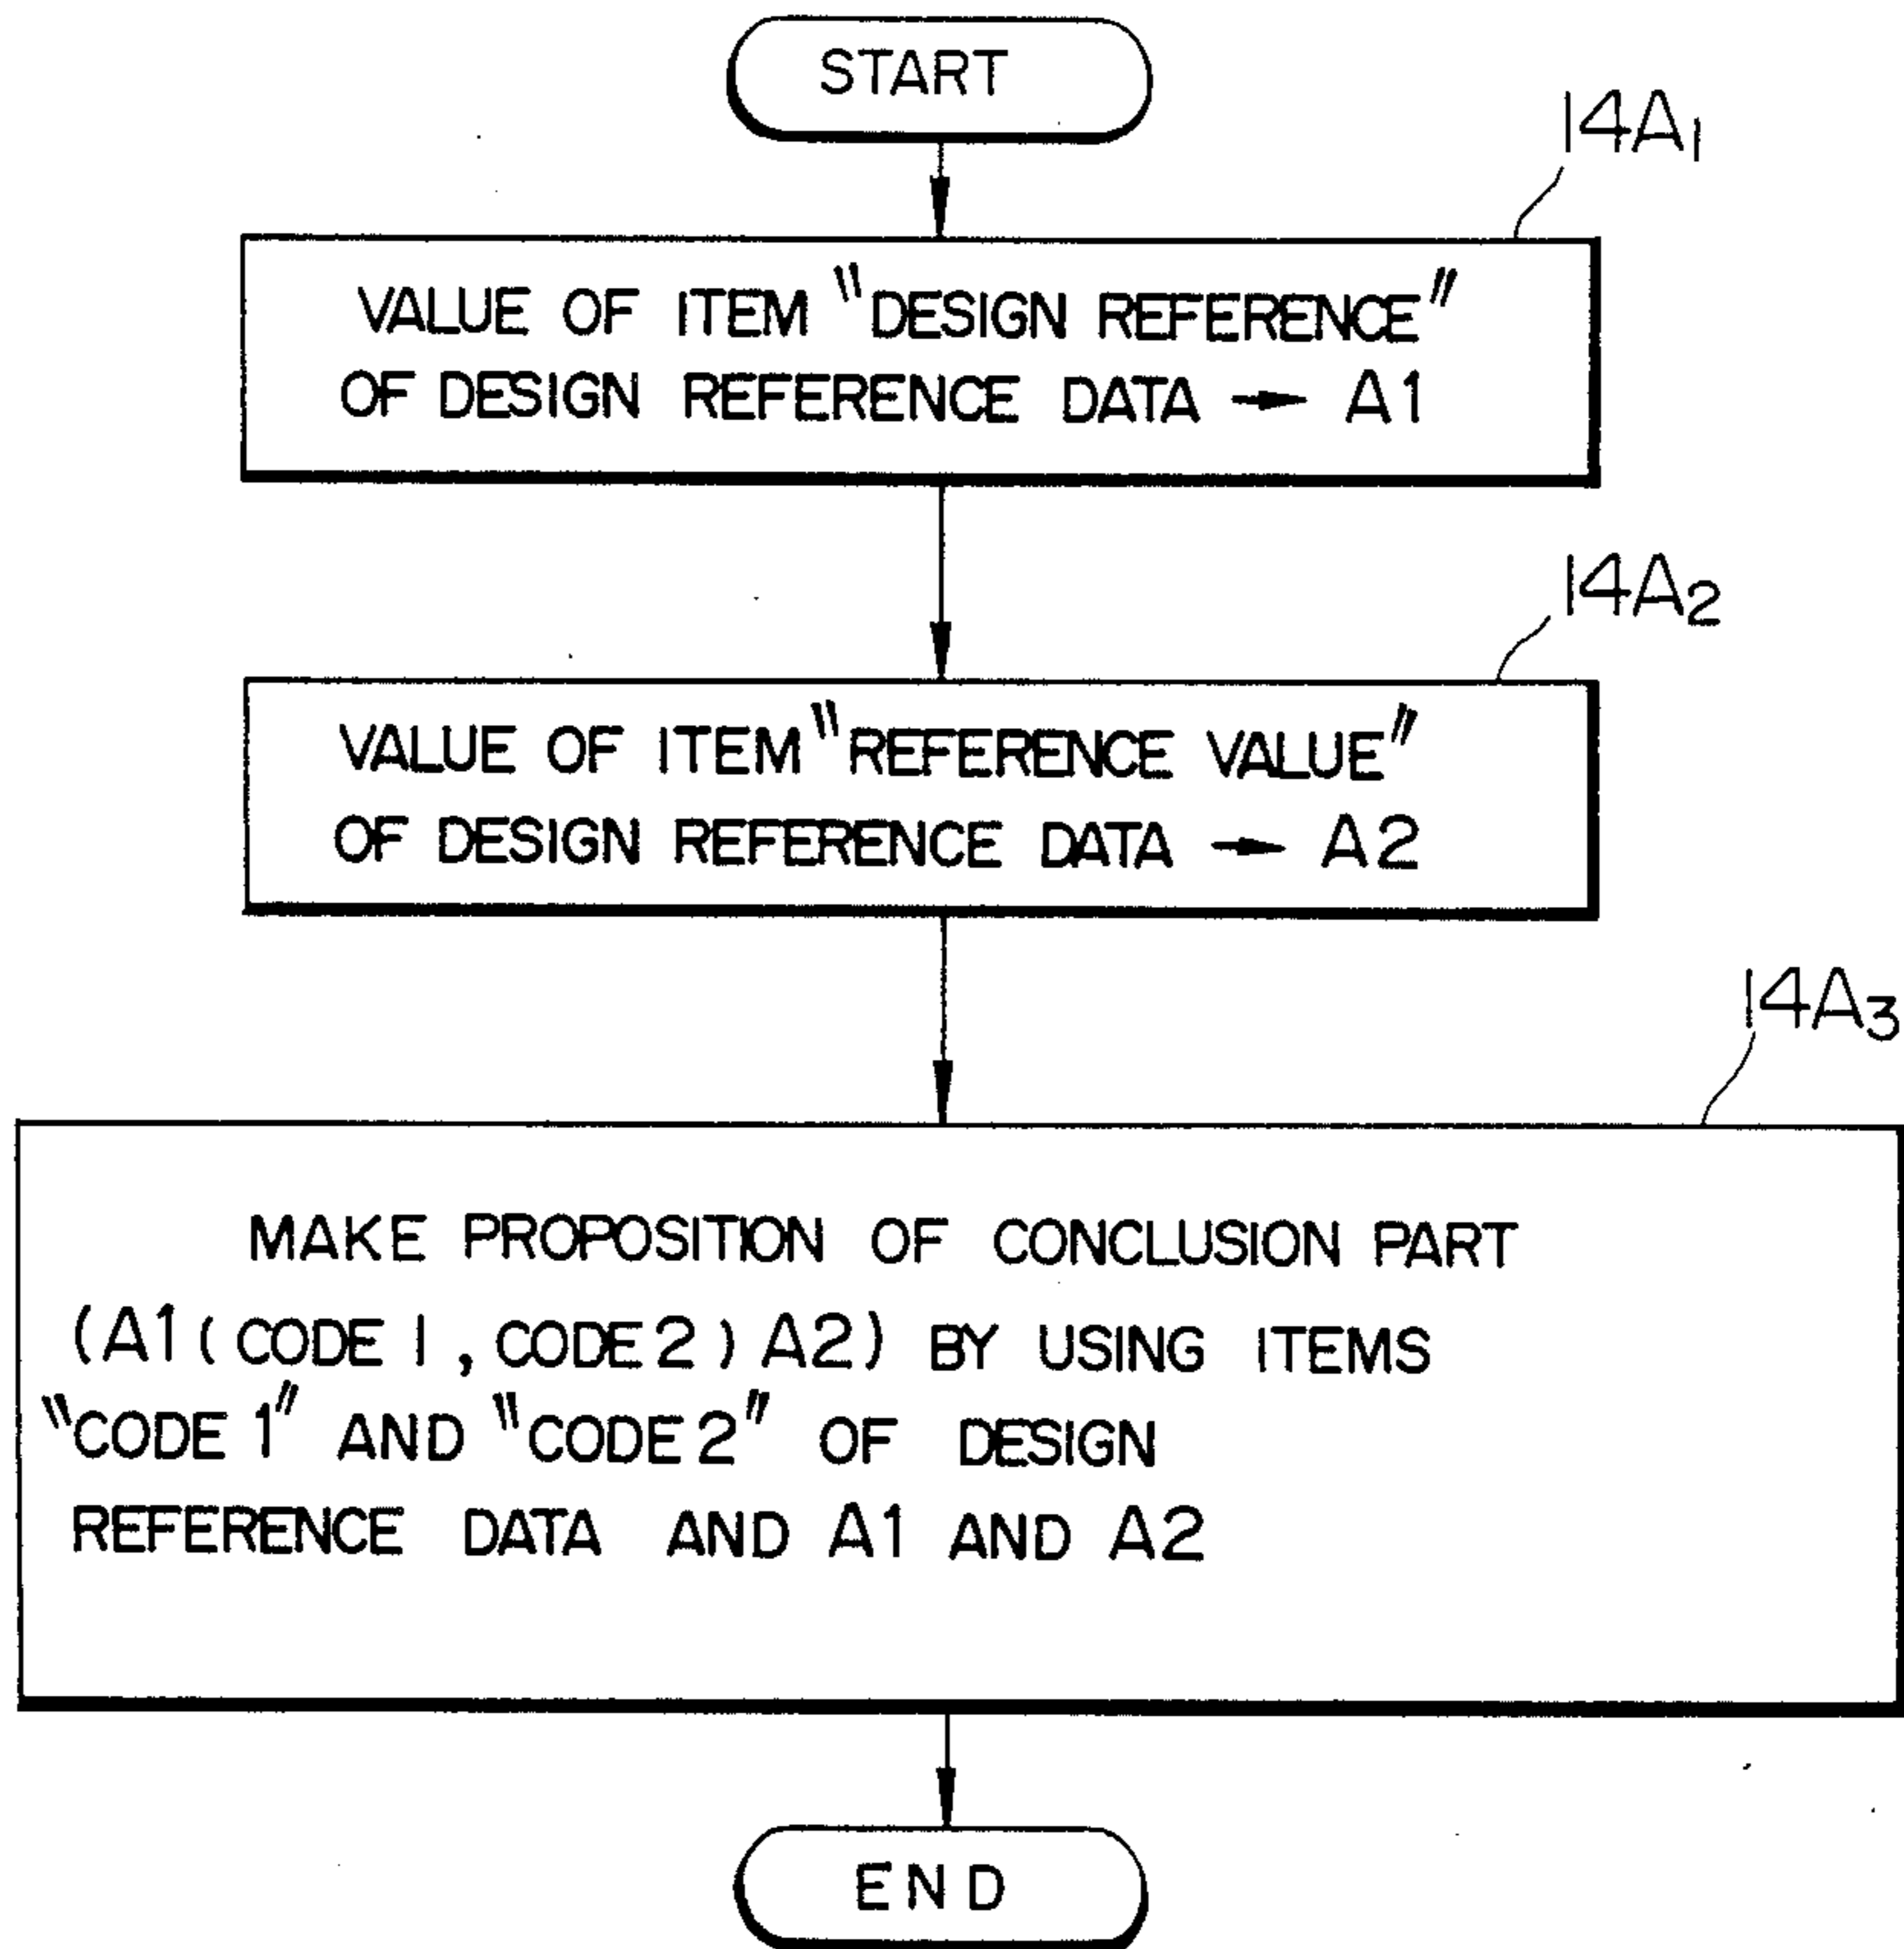 START
14A1
VALUE OF ITEM "DESIGN REFERENCE"
OF DESIGN REFERENCE DATA → A1
14A2
VALUE OF ITEM "REFERENCE VALUE"
OF DESIGN REFERENCE DATA → A2
14A3
MAKE PROPOSITION OF CONCLUSION PART
(A1 (CODE 1, CODE 2) A2) BY USING ITEMS
"CODE 1" AND "CODE 2" OF DESIGN
REFERENCE DATA AND A1 AND A2
END